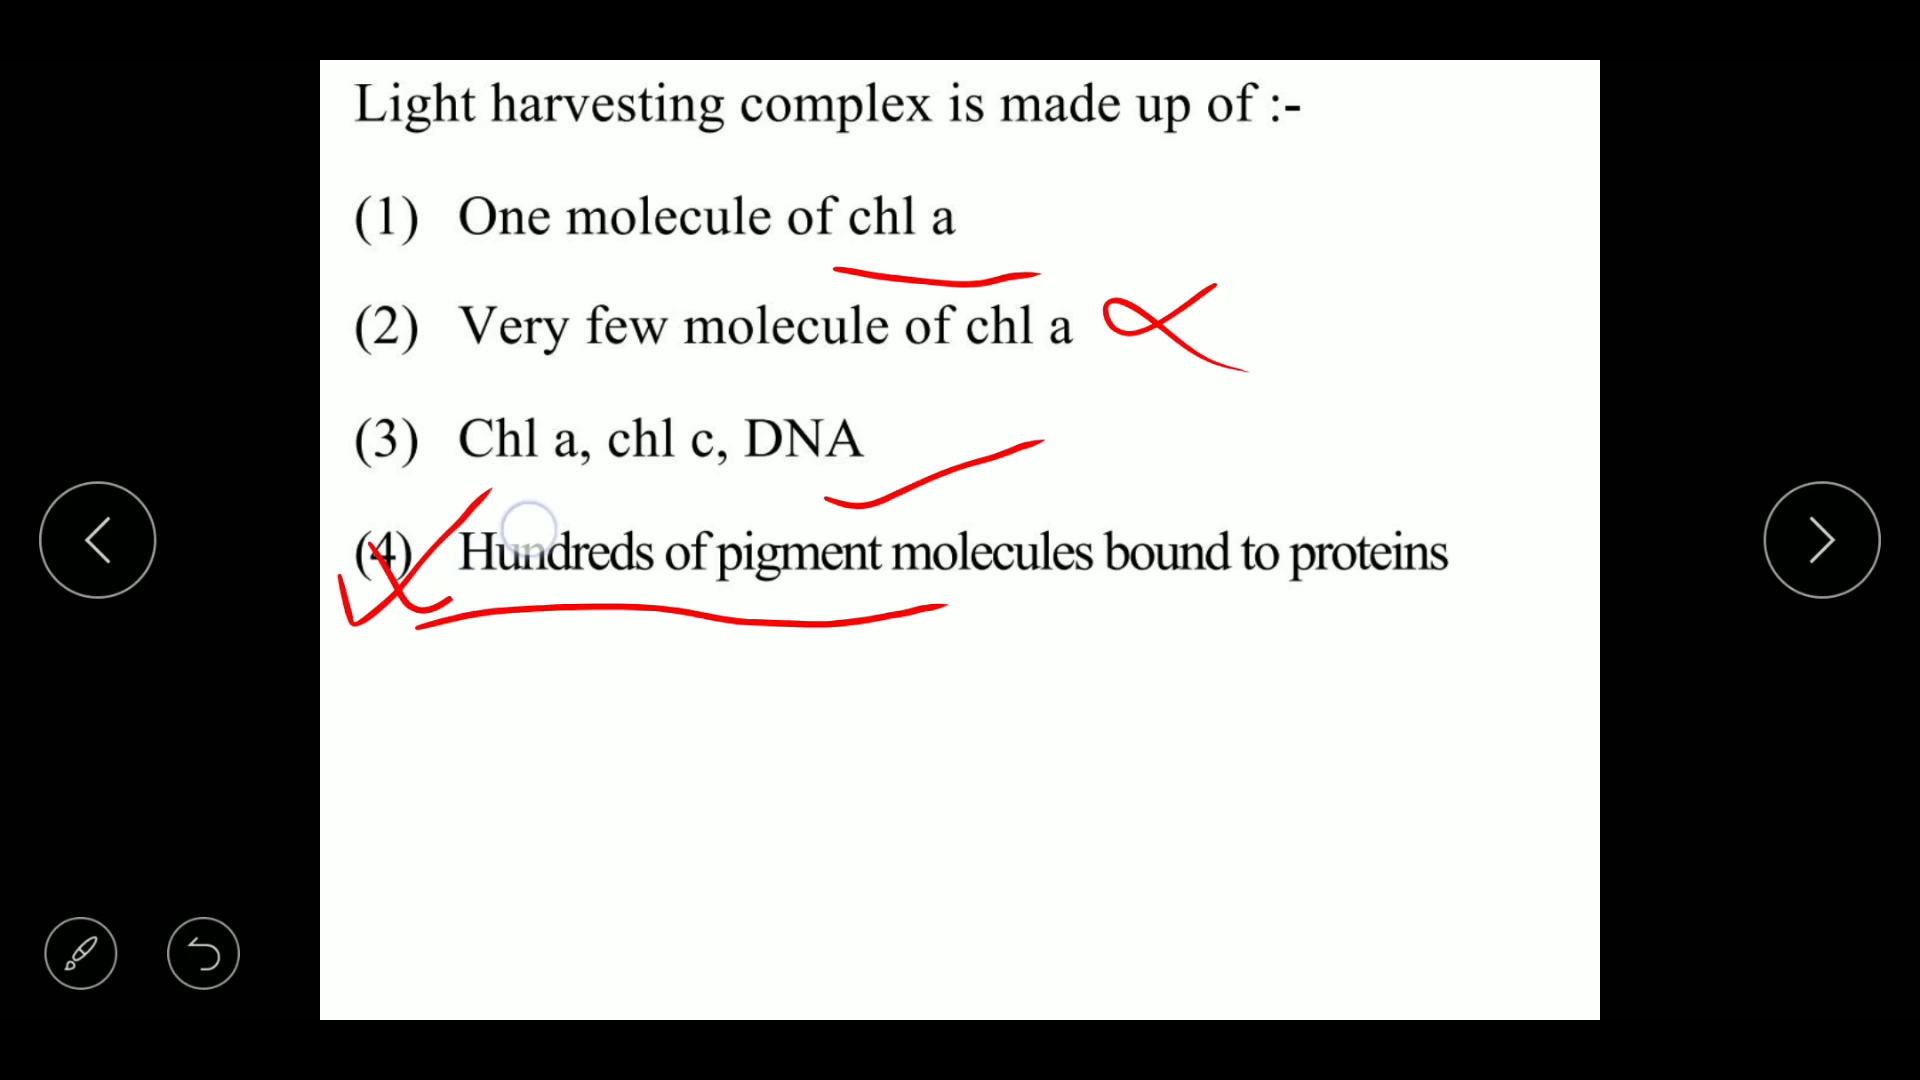 Light harvesting complex is made up of :-
(1) One molecule of chl a
(2) Very few molecule of chl a
(3) Chl a, chl c, DNA
(4) Hundreds of pigment molecules bound to proteins